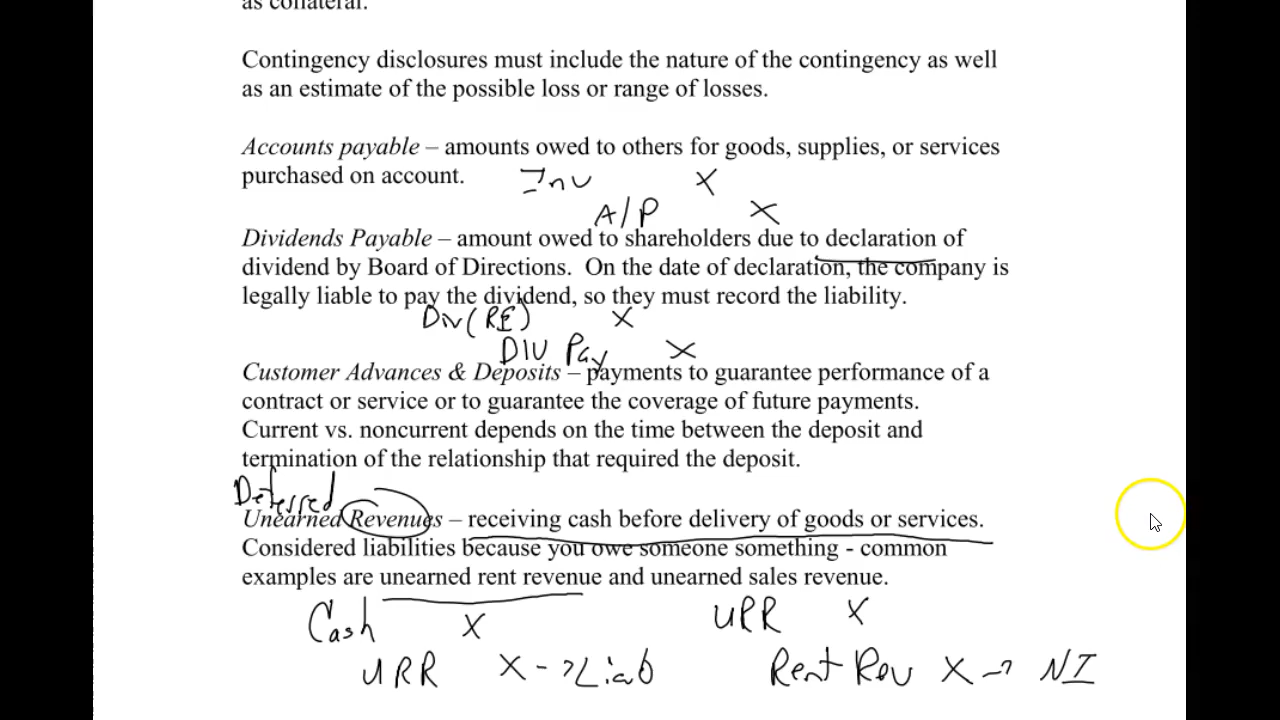 as collateral.
Contingency disclosures must include the nature of the contingency as well
as an estimate of the possible loss or range of losses.
Accounts payable – amounts owed to others for goods, supplies, or services
purchased on account. Inv X
A/P X
Dividends Payable – amount owed to shareholders due to declaration of
dividend by Board of Directions. On the date of declaration, the company is
legally liable to pay the dividend, so they must record the liability.
Div (RE) X
DIV Pay X
Customer Advances & Deposits – payments to guarantee performance of a
contract or service or to guarantee the coverage of future payments.
Current vs. noncurrent depends on the time between the deposit and
termination of the relationship that required the deposit.
Deferred
Unearned Revenues – receiving cash before delivery of goods or services.
Considered liabilities because you owe someone something - common
examples are unearned rent revenue and unearned sales revenue.
Cash X URR X
URR X -> Liab Rent Rev X -> NI